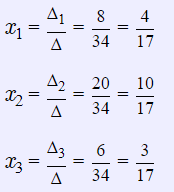 x₁ = Δ₁/Δ = 8/34 = 4/17
x₂ = Δ₂/Δ = 20/34 = 10/17
x₃ = Δ₃/Δ = 6/34 = 3/17